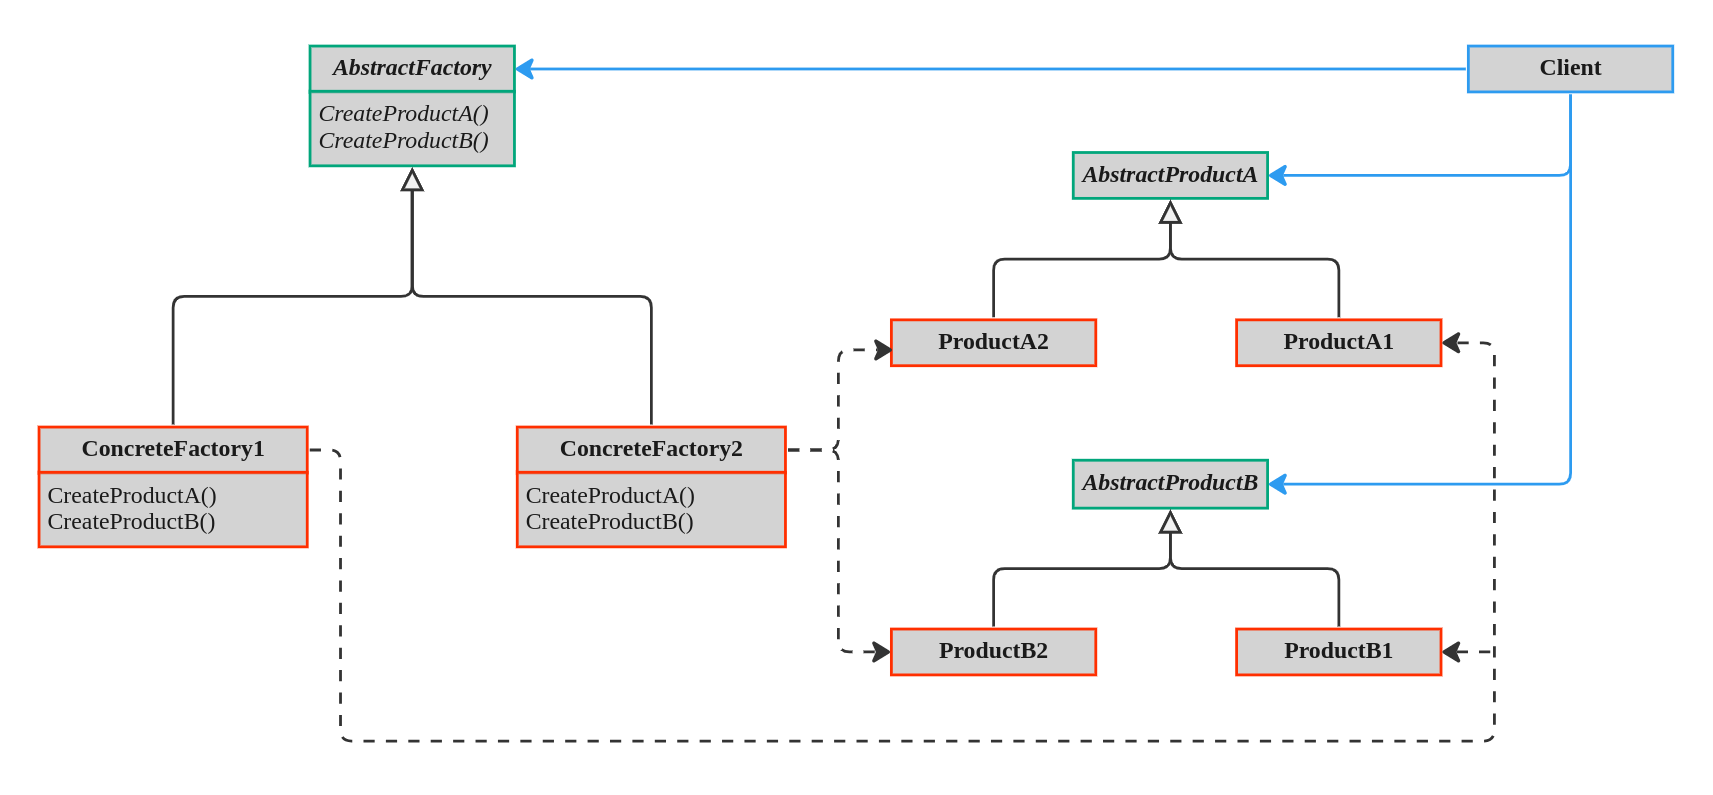 AbstractFactory
CreateProductA()
CreateProductB()
Client
AbstractProductA
ProductA2
ProductA1
ConcreteFactory1
CreateProductA()
CreateProductB()
ConcreteFactory2
CreateProductA()
CreateProductB()
AbstractProductB
ProductB2
ProductB1